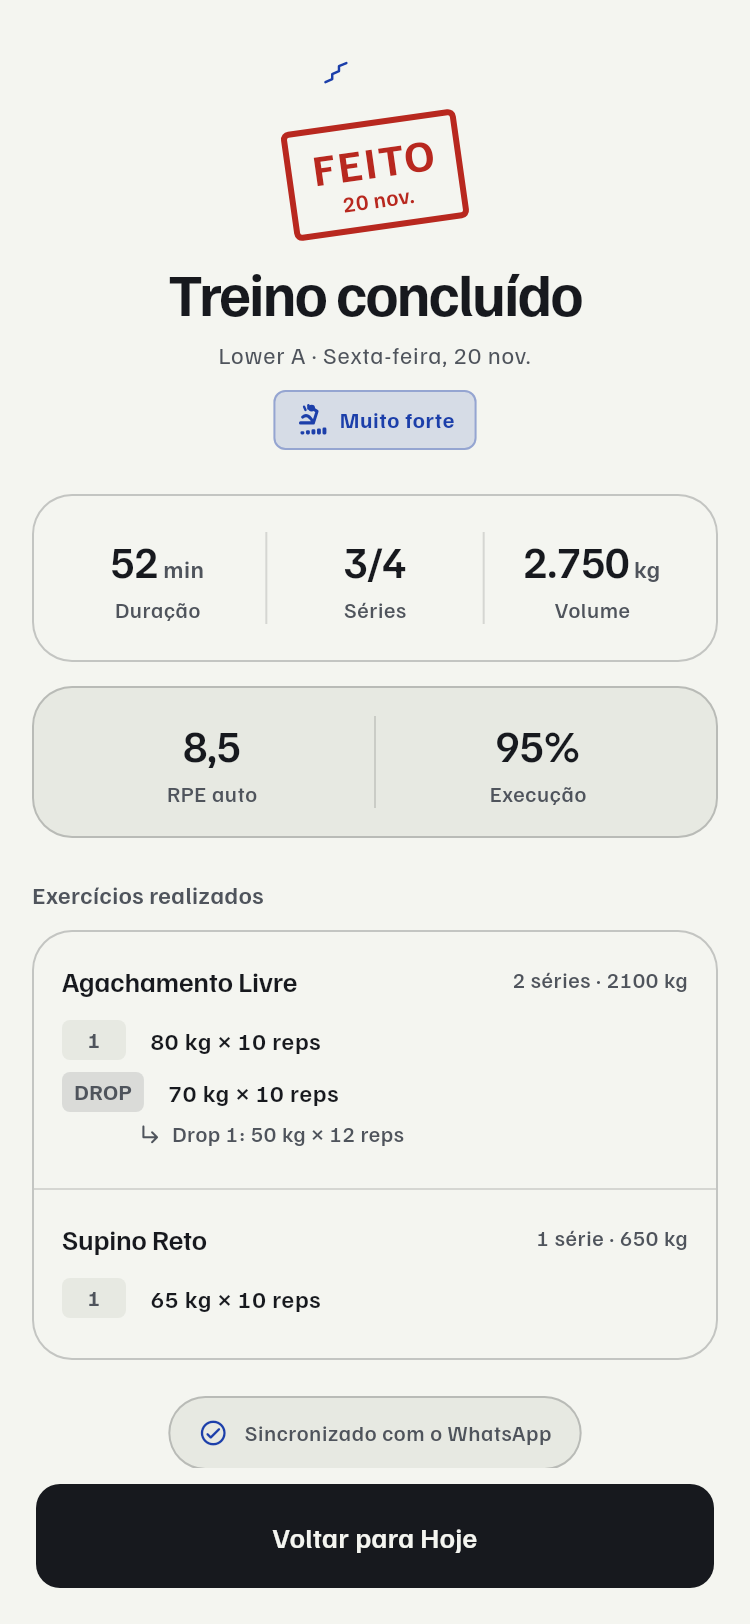 FEITO
20 nov.
Treino concluído
Lower A · Sexta-feira, 20 nov.
Muito forte
52 min
Duração
3/4
Séries
2.750 kg
Volume
8,5
RPE auto
95%
Execução
Exercícios realizados
Agachamento Livre
2 séries · 2100 kg
1 80 kg × 10 reps
DROP 70 kg × 10 reps
Drop 1: 50 kg × 12 reps
Supino Reto
1 série · 650 kg
1 65 kg × 10 reps
Sincronizado com o WhatsApp
Voltar para Hoje